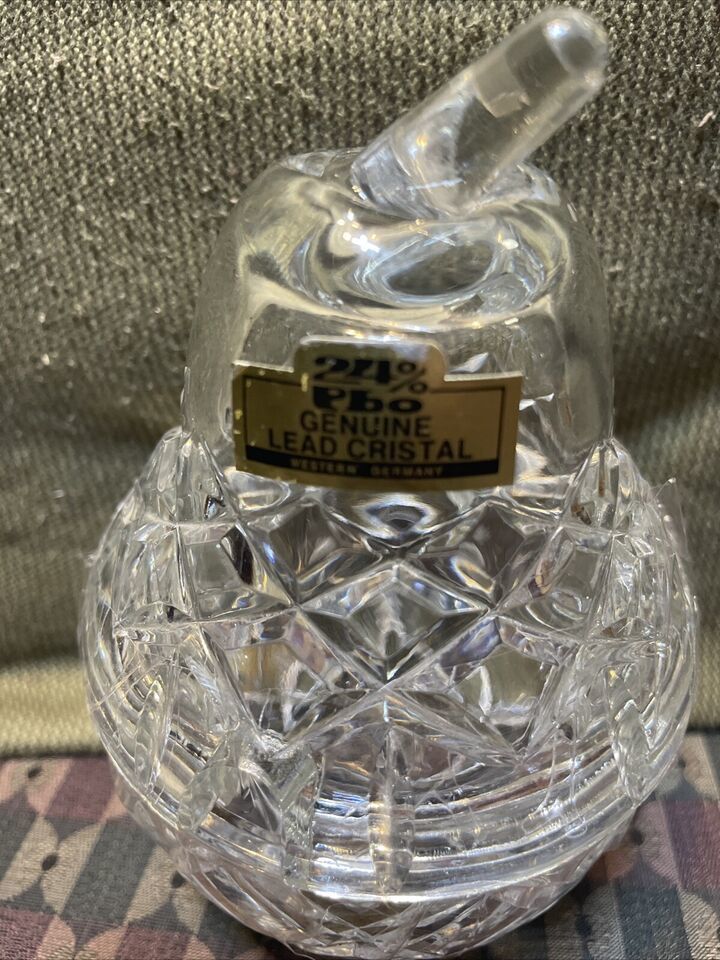 24%
Pbo
GENUINE
LEAD CRISTAL
WESTERN GERMANY